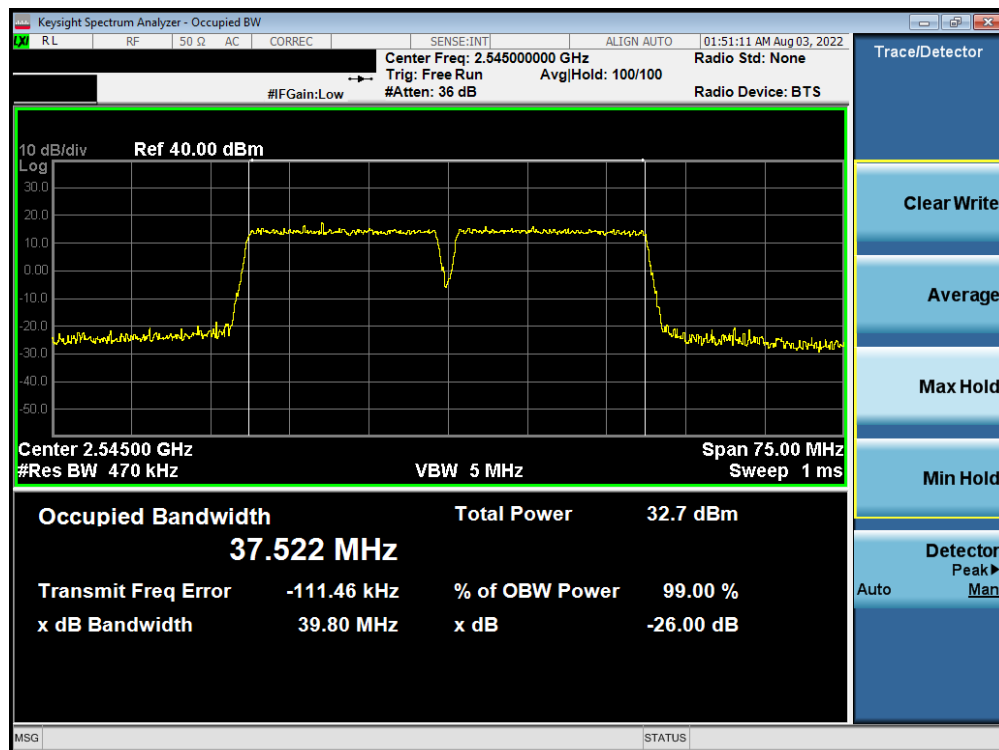 Keysight Spectrum Analyzer - Occupied BW
LXI RL RF 50 Ω AC CORREC SENSE:INT ALIGN AUTO 01:51:11 AM Aug 03, 2022
Center Freq: 2.545000000 GHz Radio Std: None
Trig: Free Run Avg|Hold: 100/100
#IFGain:Low #Atten: 36 dB Radio Device: BTS
10 dB/div Ref 40.00 dBm
Log
30.0
20.0
10.0
0.00
-10.0
-20.0
-30.0
-40.0
-50.0
Center 2.54500 GHz Span 75.00 MHz
#Res BW 470 kHz VBW 5 MHz Sweep 1 ms
Occupied Bandwidth Total Power 32.7 dBm
37.522 MHz
Transmit Freq Error -111.46 kHz % of OBW Power 99.00 %
x dB Bandwidth 39.80 MHz x dB -26.00 dB
MSG STATUS
Trace/Detector
Clear Write
Average
Max Hold
Min Hold
Detector
Peak▶
Auto Man